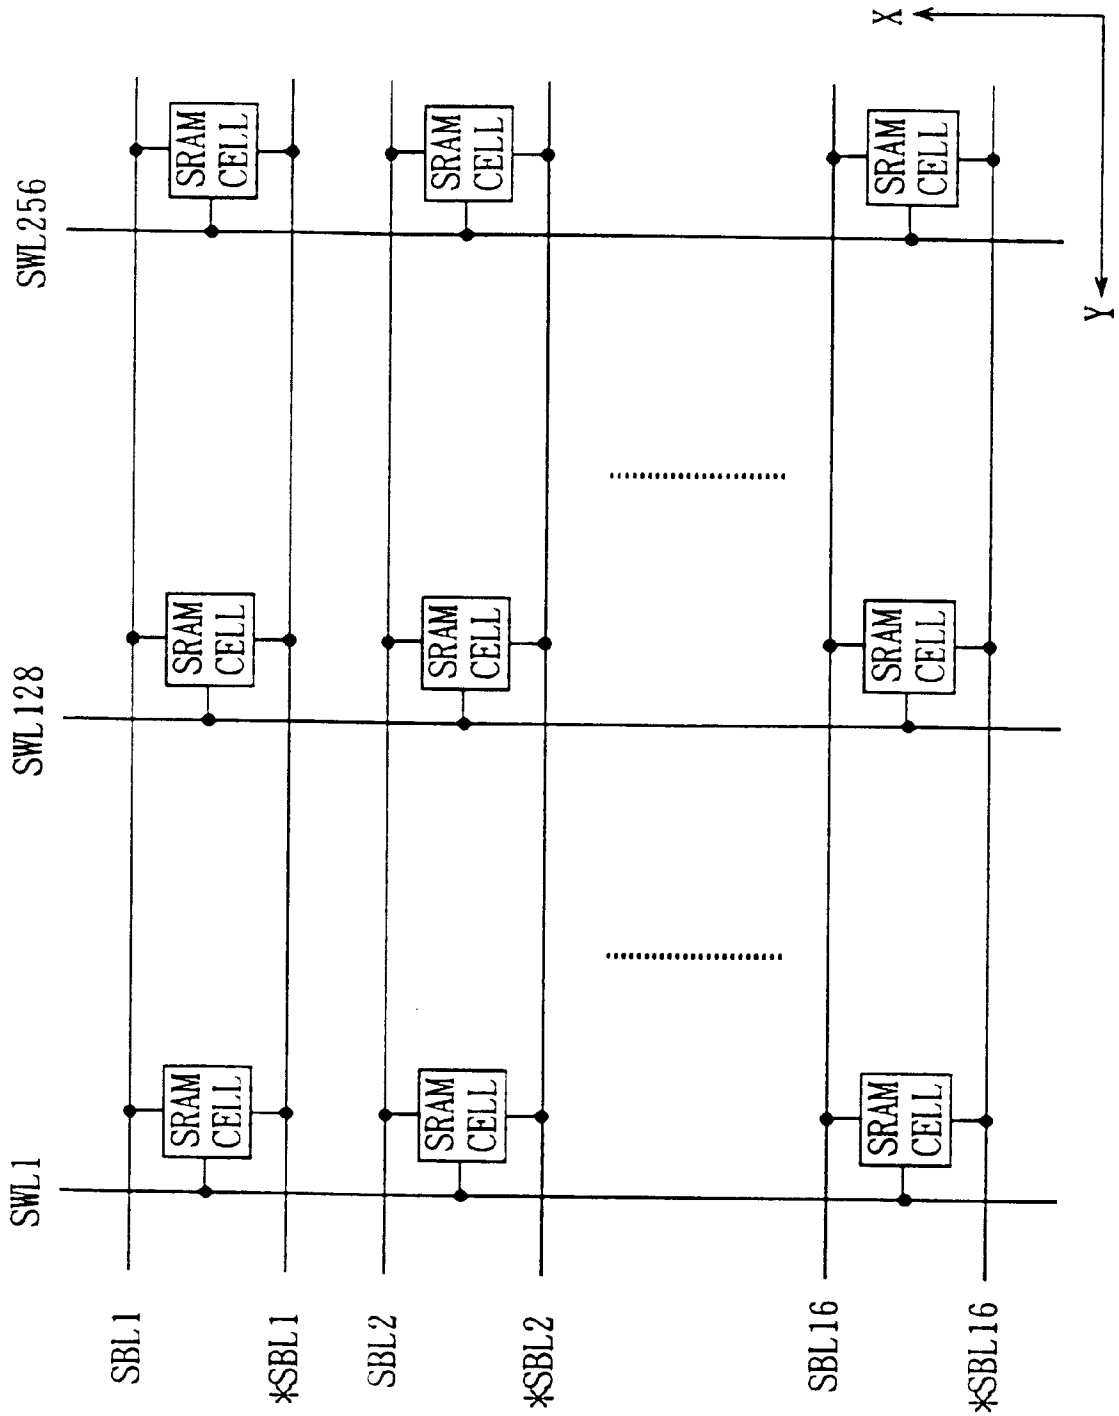 SWL1
SWL128
SWL256
SBL1
SRAM
CELL
SRAM
CELL
SRAM
CELL
*SBL1
SBL2
SRAM
CELL
SRAM
CELL
SRAM
CELL
*SBL2
SBL16
SRAM
CELL
SRAM
CELL
SRAM
CELL
*SBL16
X
Y